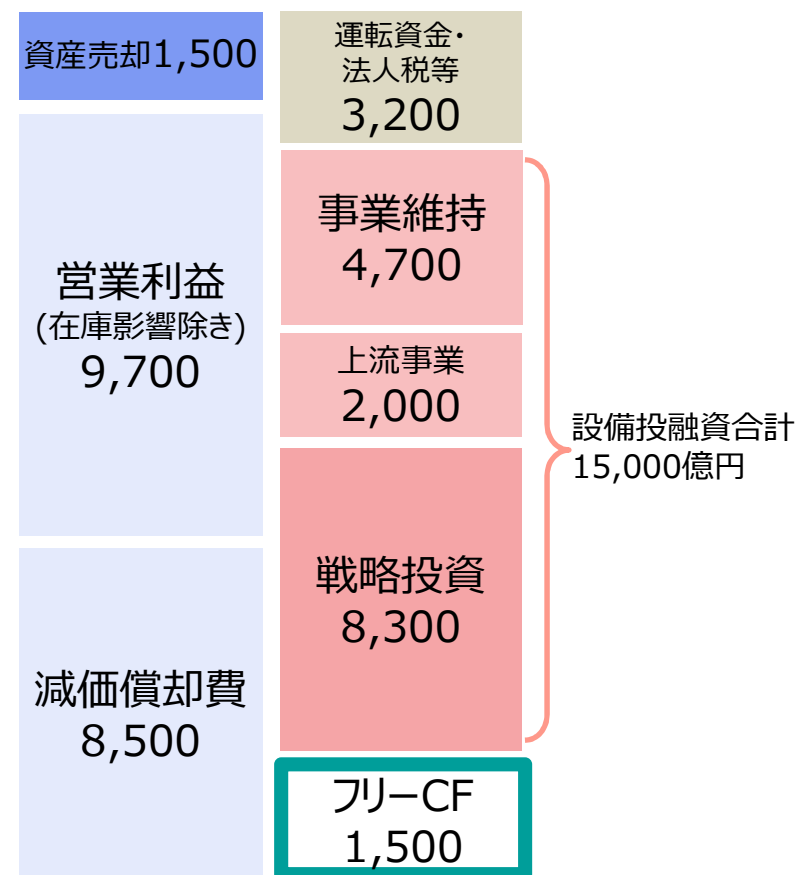 資産売却1,500
営業利益
(在庫影響除き)
9,700
減価償却費
8,500
運転資金・
法人税等
3,200
事業維持
4,700
上流事業
2,000
戦略投資
8,300
フリーCF
1,500
設備投融資合計
15,000億円